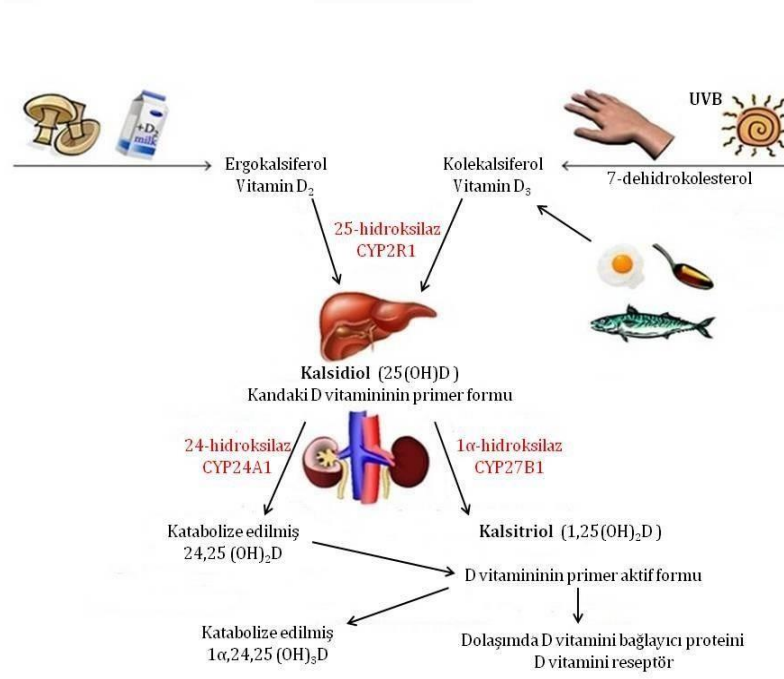 UVB
+D₂
milk
Ergokalsiferol
Vitamin D₂
Kolekalsiferol
Vitamin D₃
7-dehidrokolesterol
25-hidroksilaz
CYP2R1
Kalsidiol (25(OH)D )
Kandaki D vitamininin primer formu
24-hidroksilaz
CYP24A1
1α-hidroksilaz
CYP27B1
Katabolize edilmiş
24,25 (OH)₂D
Kalsitriol (1,25(OH)₂D )
D vitamininin primer aktif formu
Katabolize edilmiş
1α,24,25 (OH)₃D
Dolaşımda D vitamini bağlayıcı proteini
D vitamini reseptör